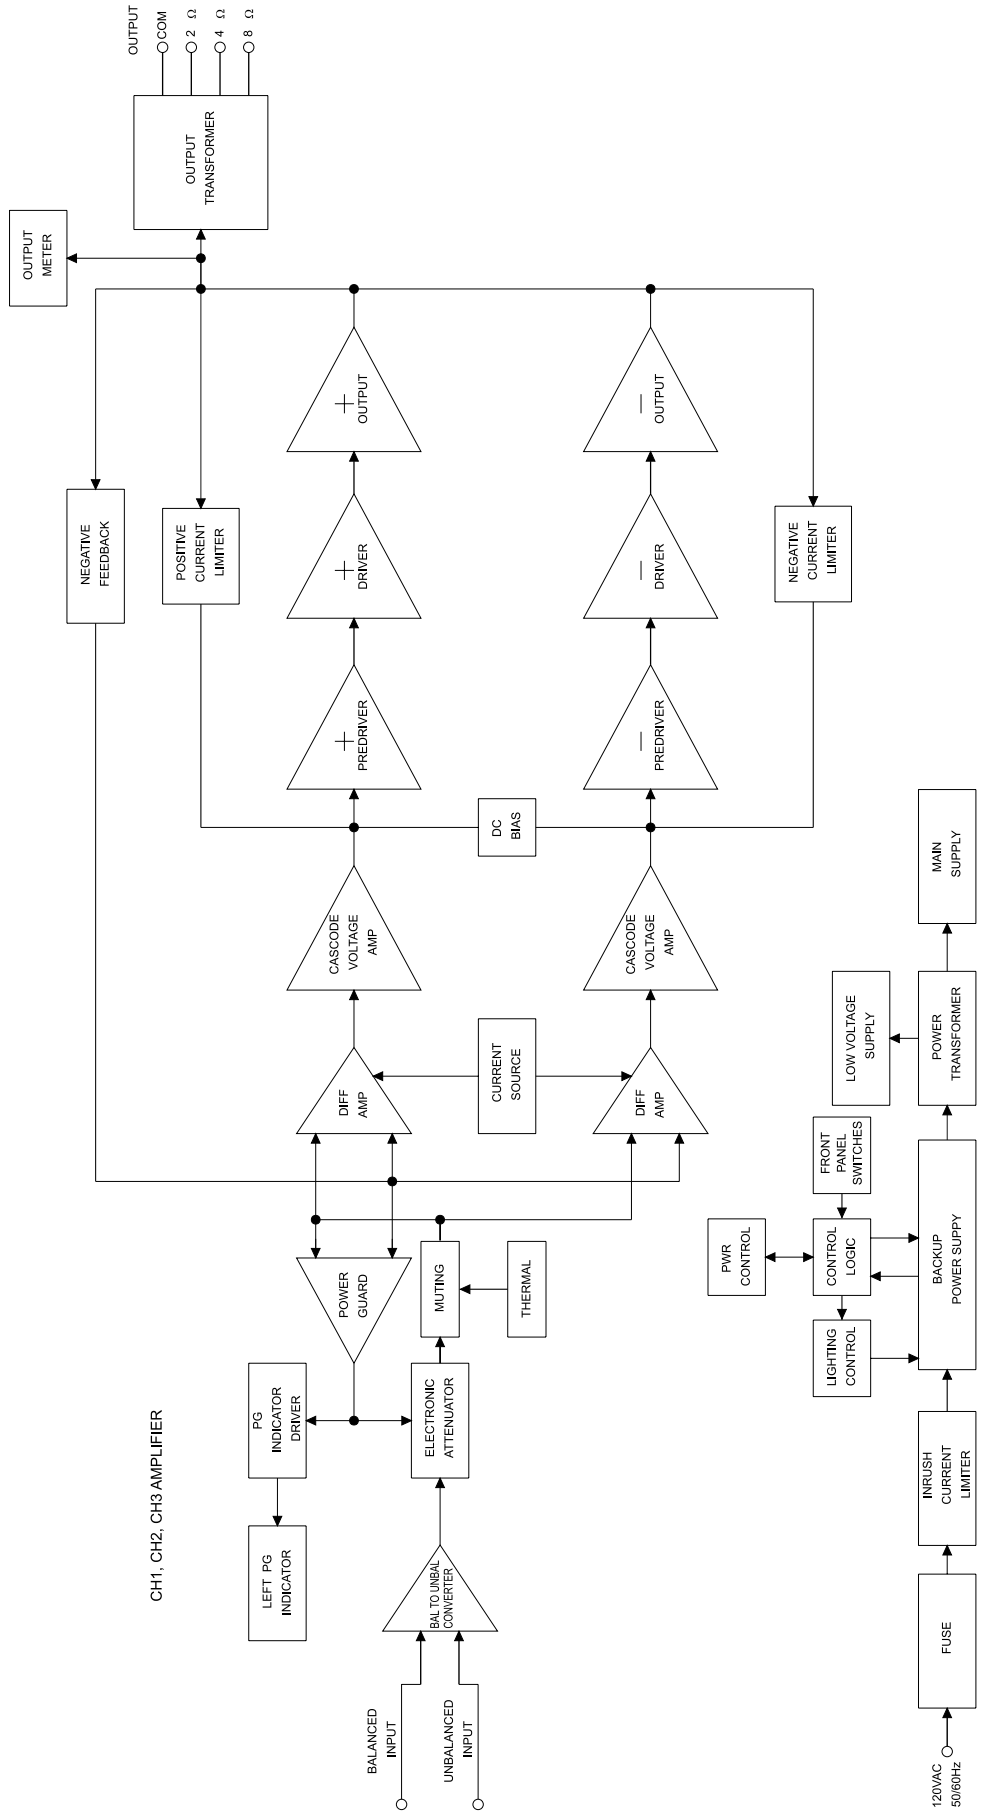 CH1, CH2, CH3 AMPLIFIER
BALANCED
INPUT
UNBALANCED
INPUT
BAL TO UNBAL
CONVERTER
LEFT PG
INDICATOR
PG
INDICATOR
DRIVER
ELECTRONIC
ATTENUATOR
POWER
GUARD
MUTING
THERMAL
DIFF
AMP
CURRENT
SOURCE
DIFF
AMP
CASCODE
VOLTAGE
AMP
CASCODE
VOLTAGE
AMP
DC
BIAS
+
PREDRIVER
−
PREDRIVER
+
DRIVER
−
DRIVER
+
OUTPUT
−
OUTPUT
NEGATIVE
FEEDBACK
POSITIVE
CURRENT
LIMITER
NEGATIVE
CURRENT
LIMITER
OUTPUT
METER
OUTPUT
TRANSFORMER
OUTPUT
COM
2 Ω
4 Ω
8 Ω
120VAC
50/60Hz
FUSE
INRUSH
CURRENT
LIMITER
BACKUP
POWER SUPPY
LIGHTING
CONTROL
CONTROL
LOGIC
PWR
CONTROL
FRONT
PANEL
SWITCHES
POWER
TRANSFORMER
LOW VOLTAGE
SUPPLY
MAIN
SUPPLY